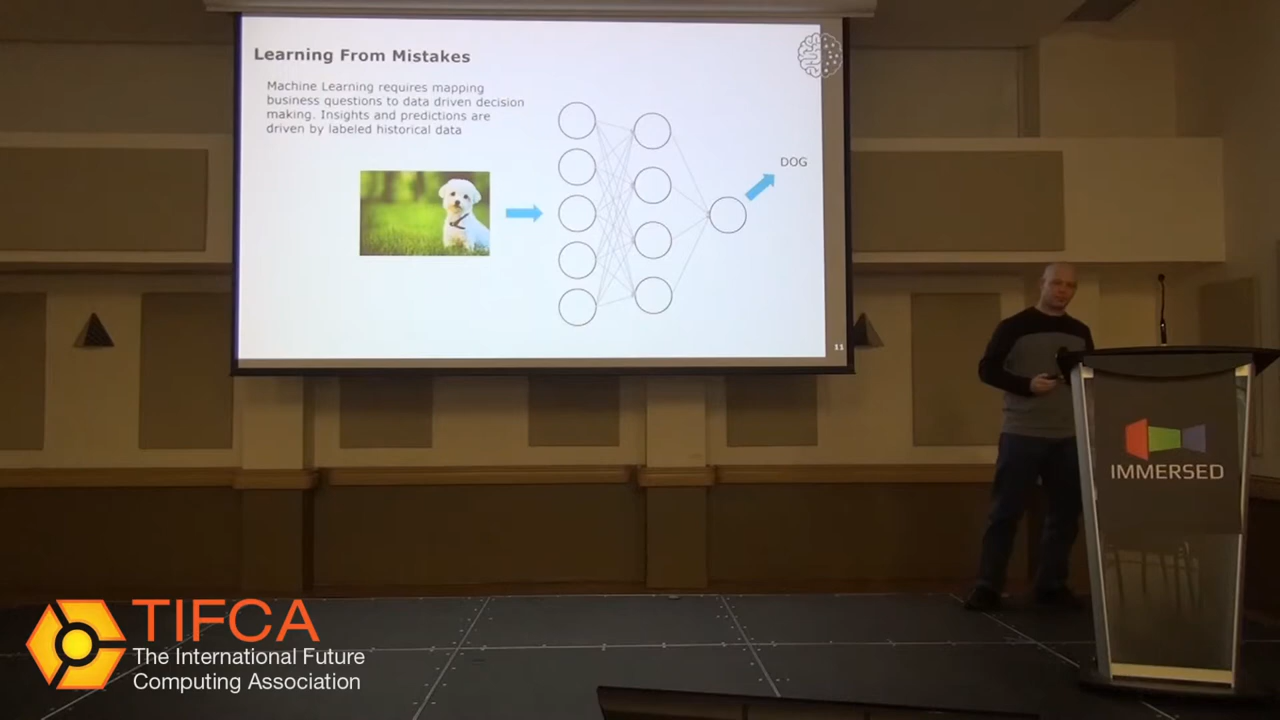 Learning From Mistakes
Machine Learning requires mapping
business questions to data driven decision
making. Insights and predictions are
driven by labeled historical data
DOG
11
IMMERSED
TIFCA
The International Future
Computing Association